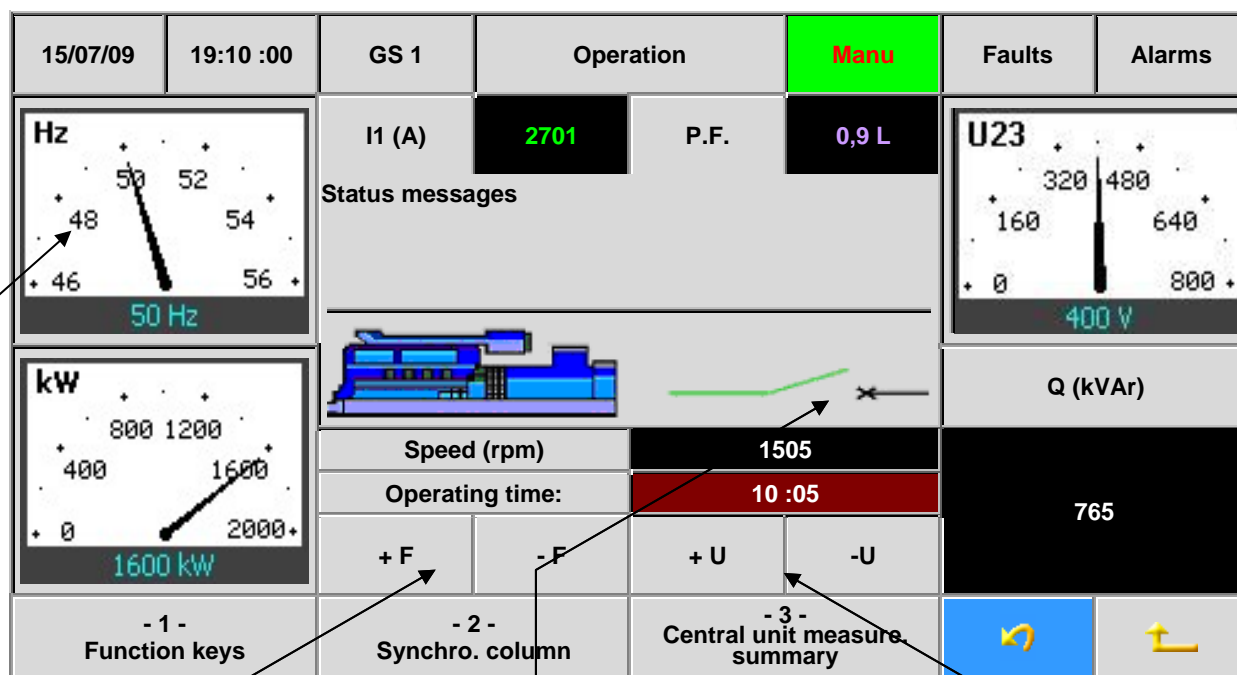 15/07/09 19:10 :00 GS 1 Operation Manu Faults Alarms
Hz
46 48 50 52 54 56
50 Hz
I1 (A) 2701 P.F. 0,9 L
Status messages
U23
0 160 320 480 640 800
400 V
kW
0 400 800 1200 1600 2000
1600 kW
Speed (rpm) 1505
Operating time: 10 :05
+ F - F + U -U
Q (kVAr)
765
- 1 -
Function keys
- 2 -
Synchro. column
- 3 -
Central unit measure.
summary